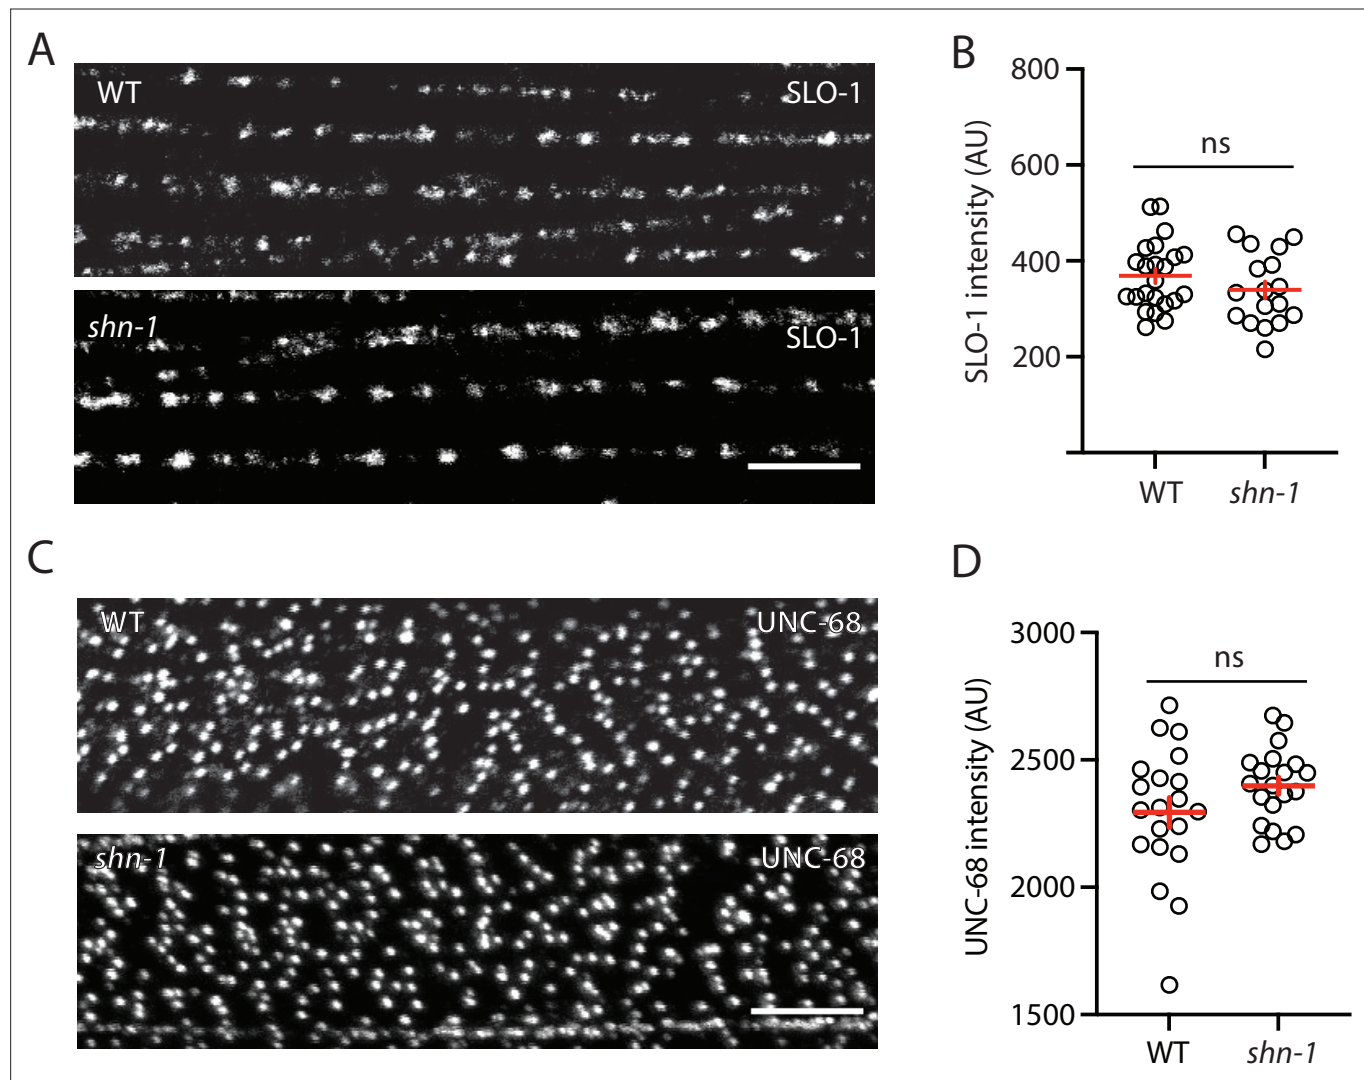 A
WT
SLO-1
shn-1
SLO-1
B
800
600
400
200
SLO-1 intensity (AU)
ns
WT
shn-1
C
WT
UNC-68
shn-1
UNC-68
D
3000
2500
2000
1500
UNC-68 intensity (AU)
ns
WT
shn-1